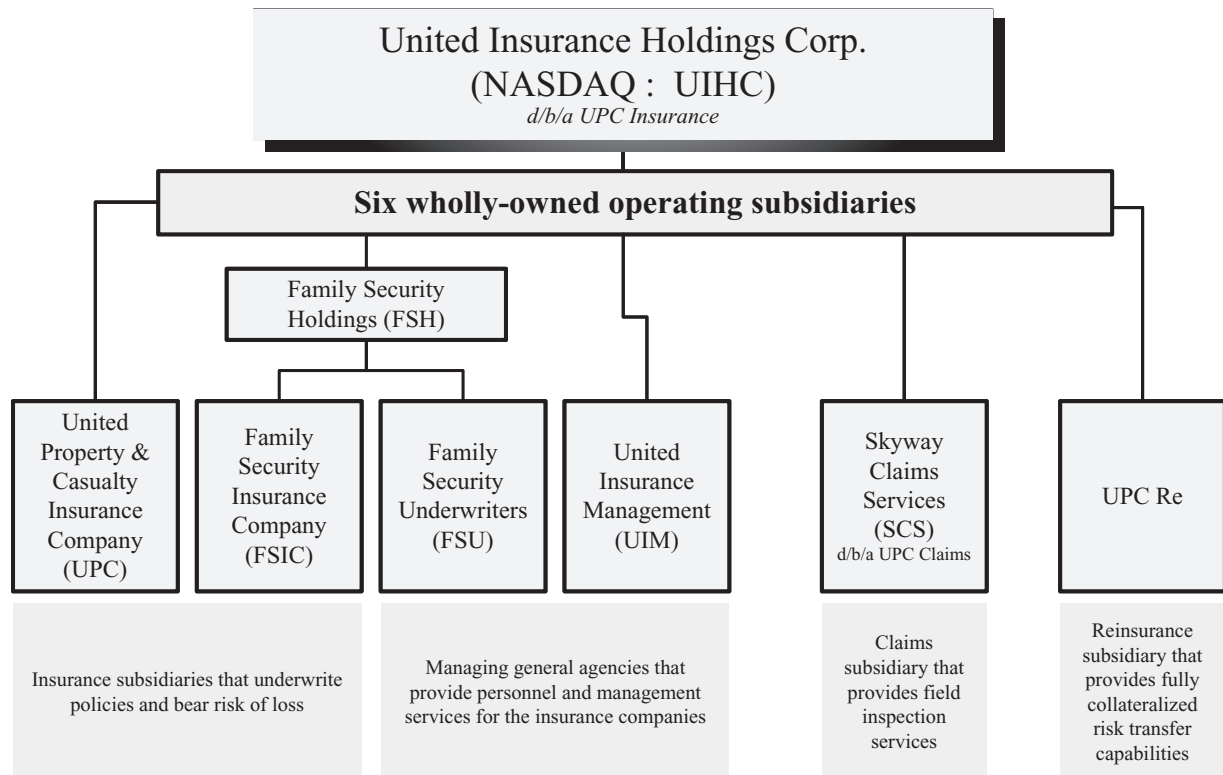 United Insurance Holdings Corp.
(NASDAQ : UIHC)
d/b/a UPC Insurance
Six wholly-owned operating subsidiaries
Family Security
Holdings (FSH)
United
Property &
Casualty
Insurance
Company
(UPC)
Family
Security
Insurance
Company
(FSIC)
Family
Security
Underwriters
(FSU)
United
Insurance
Management
(UIM)
Skyway
Claims
Services
(SCS)
d/b/a UPC Claims
UPC Re
Insurance subsidiaries that underwrite
policies and bear risk of loss
Managing general agencies that
provide personnel and management
services for the insurance companies
Claims
subsidiary that
provides field
inspection
services
Reinsurance
subsidiary that
provides fully
collateralized
risk transfer
capabilities